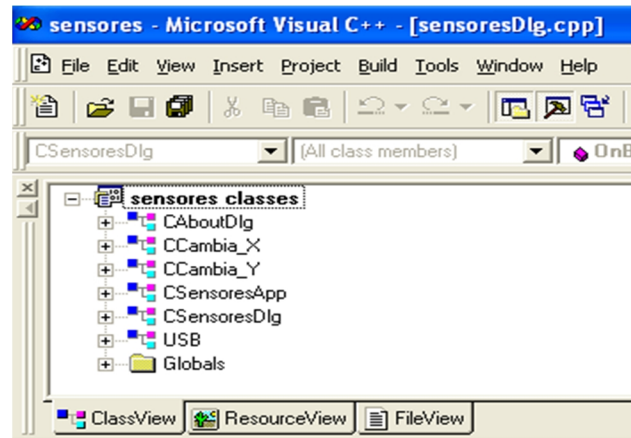 sensores - Microsoft Visual C++ - [sensoresDlg.cpp]
File Edit View Insert Project Build Tools Window Help
CSensoresDlg (All class members)
sensores classes
CAboutDlg
CCambia_X
CCambia_Y
CSensoresApp
CSensoresDlg
USB
Globals
ClassView ResourceView FileView